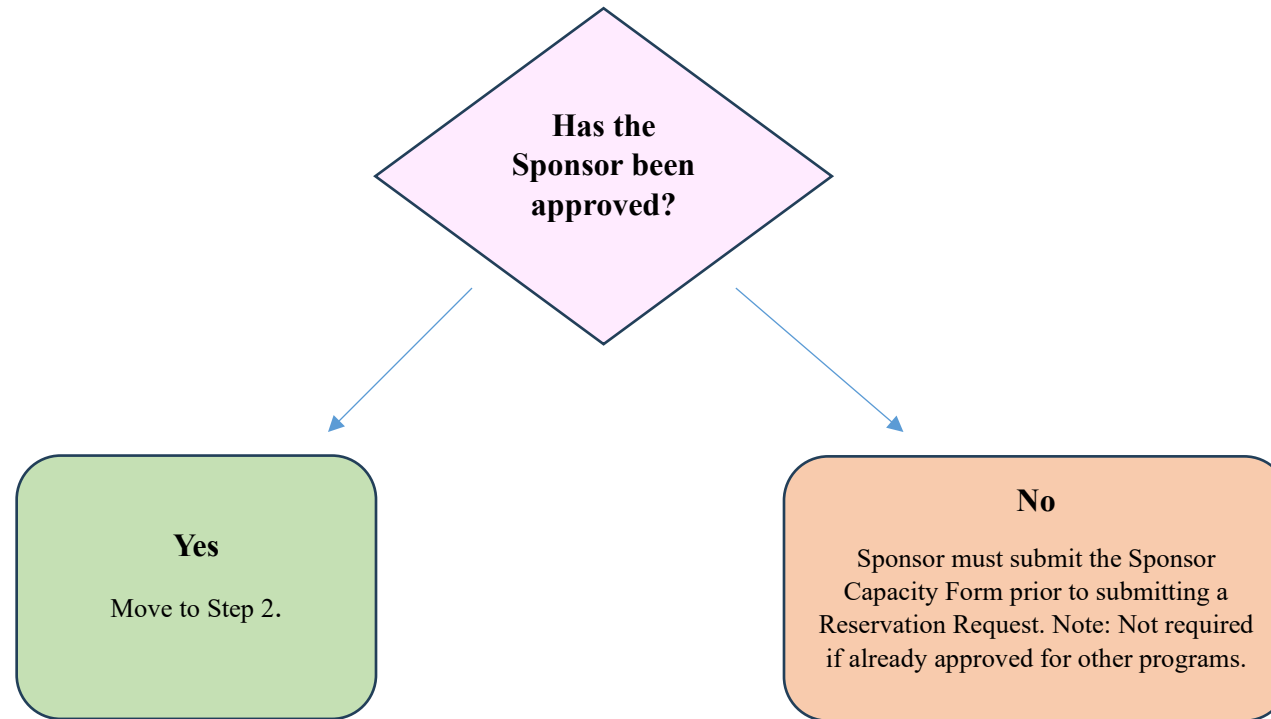 Has the
Sponsor been
approved?
Yes
Move to Step 2.
No
Sponsor must submit the Sponsor
Capacity Form prior to submitting a
Reservation Request. Note: Not required
if already approved for other programs.